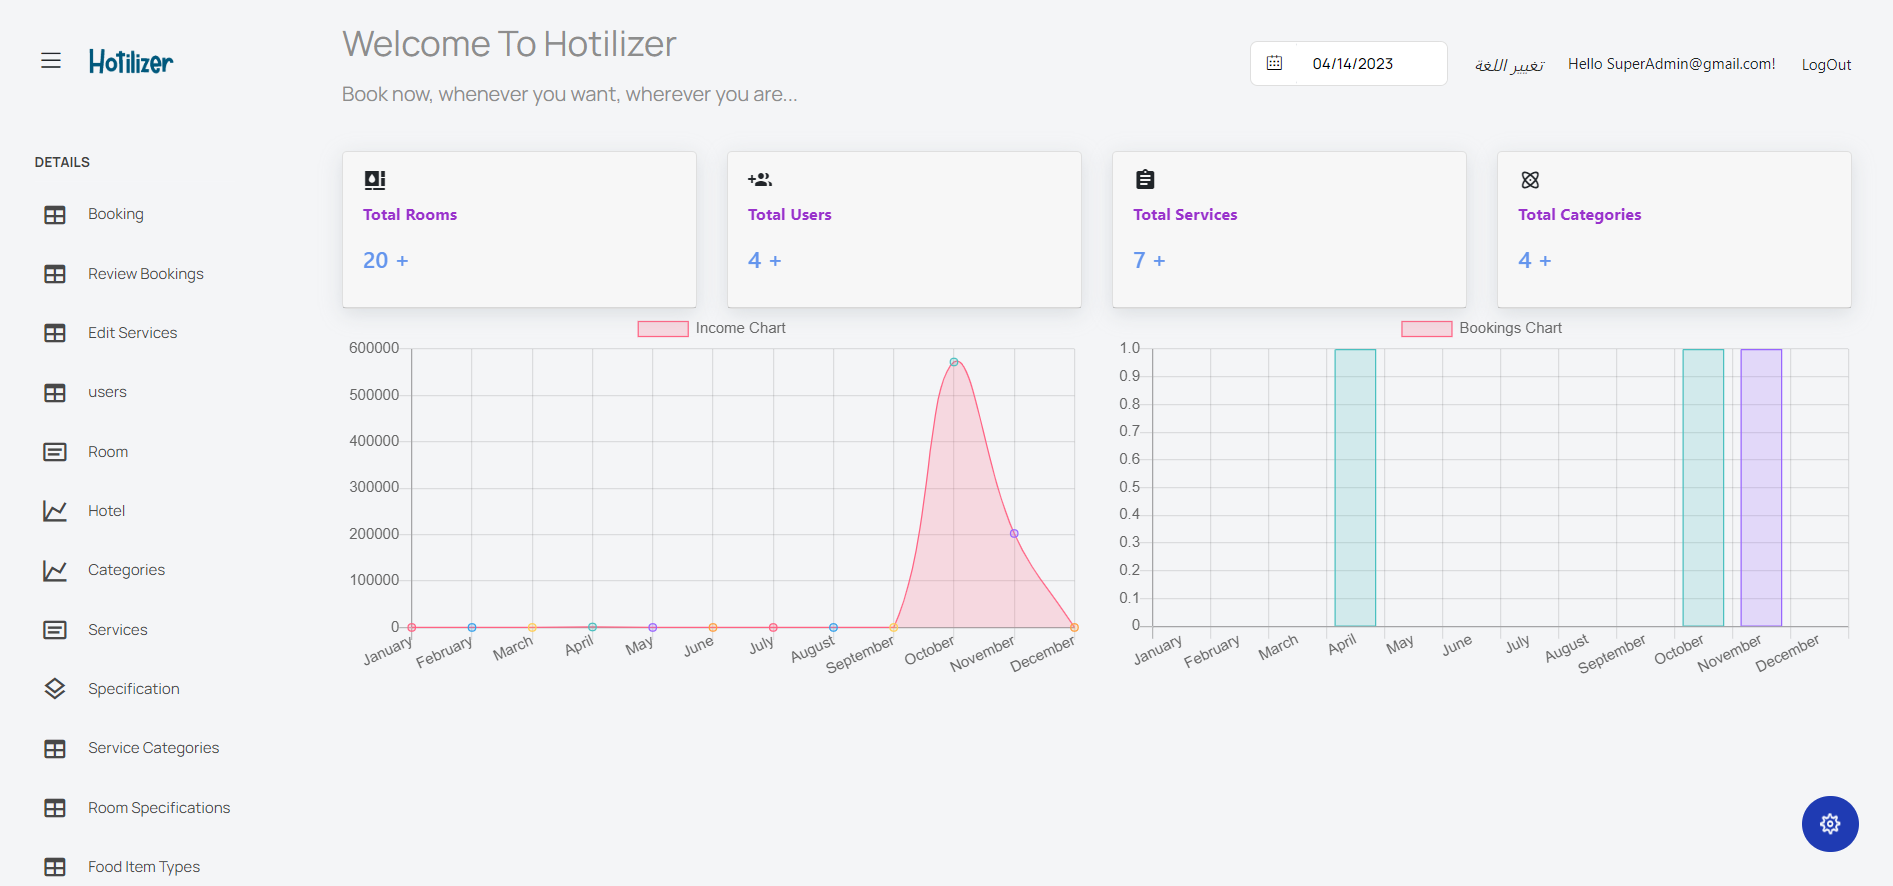 Hotilizer
Welcome To Hotilizer
Book now, whenever you want, wherever you are...
04/14/2023
تغيير اللغة
Hello SuperAdmin@gmail.com!
LogOut
DETAILS
Booking
Review Bookings
Edit Services
users
Room
Hotel
Categories
Services
Specification
Service Categories
Room Specifications
Food Item Types
Total Rooms
20 +
Total Users
4 +
Total Services
7 +
Total Categories
4 +
Income Chart
600000
500000
400000
300000
200000
100000
0
January
February
March
April
May
June
July
August
September
October
November
December
Bookings Chart
1.0
0.9
0.8
0.7
0.6
0.5
0.4
0.3
0.2
0.1
0
January
February
March
April
May
June
July
August
September
October
November
December